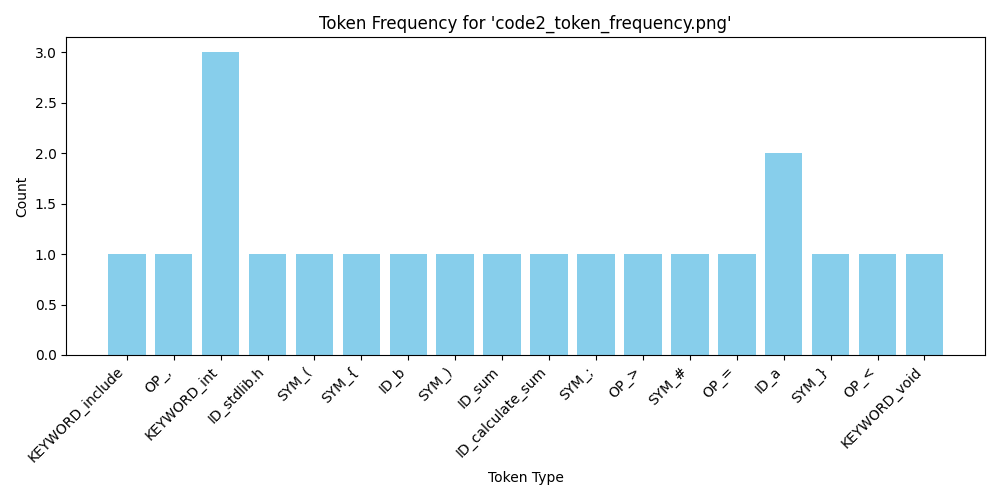 Token Frequency for 'code2_token_frequency.png'
Count
3.0
2.5
2.0
1.5
1.0
0.5
0.0
KEYWORD_include
OP_,
KEYWORD_int
ID_stdlib.h
SYM_(
SYM_{
ID_b
SYM_)
ID_sum
ID_calculate_sum
SYM_;
OP_>
SYM_#
OP_=
ID_a
SYM_}
OP_<
KEYWORD_void
Token Type